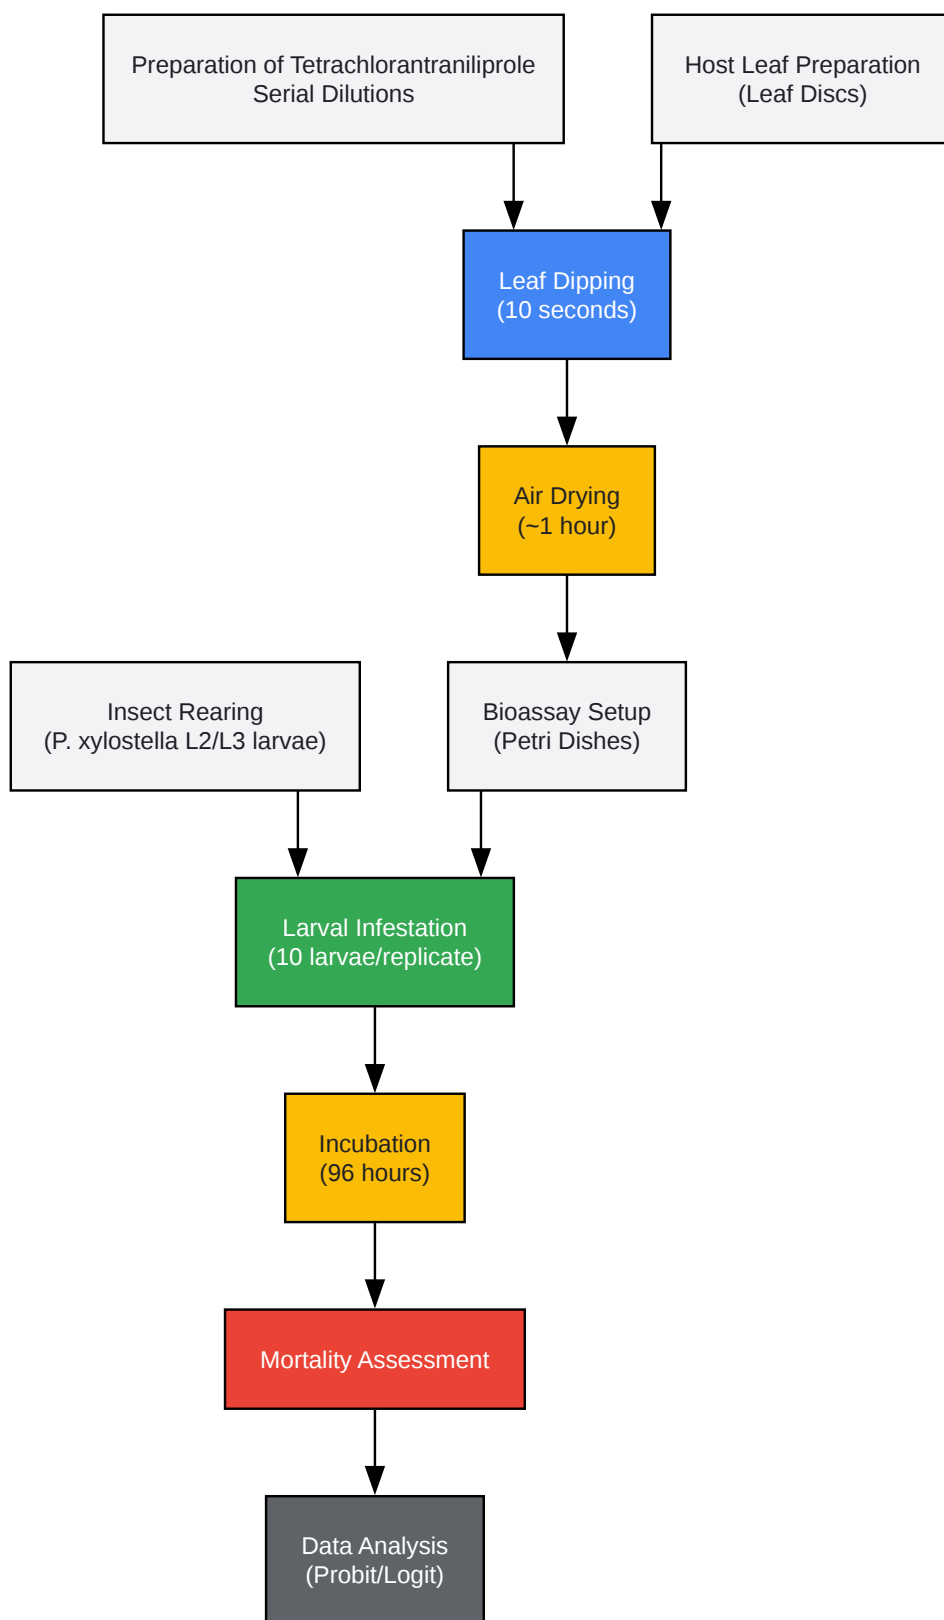 Preparation of Tetrachlorantraniliprole
Serial Dilutions
Host Leaf Preparation
(Leaf Discs)
Leaf Dipping
(10 seconds)
Air Drying
(~1 hour)
Insect Rearing
(P. xylostella L2/L3 larvae)
Bioassay Setup
(Petri Dishes)
Larval Infestation
(10 larvae/replicate)
Incubation
(96 hours)
Mortality Assessment
Data Analysis
(Probit/Logit)